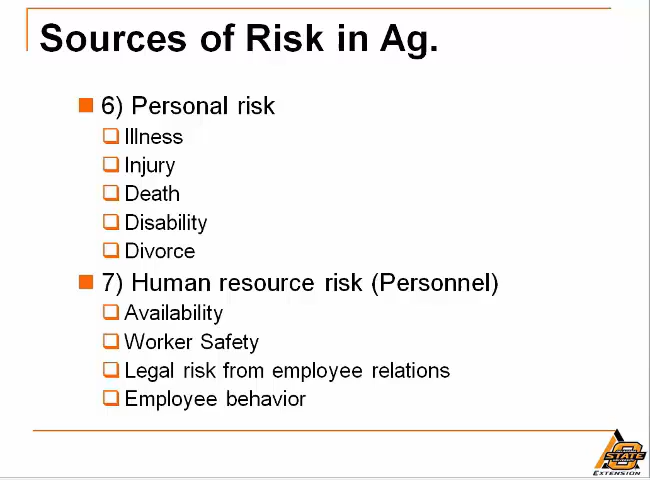 Sources of Risk in Ag.
6) Personal risk
Illness
Injury
Death
Disability
Divorce
7) Human resource risk (Personnel)
Availability
Worker Safety
Legal risk from employee relations
Employee behavior
STATE
EXTENSION